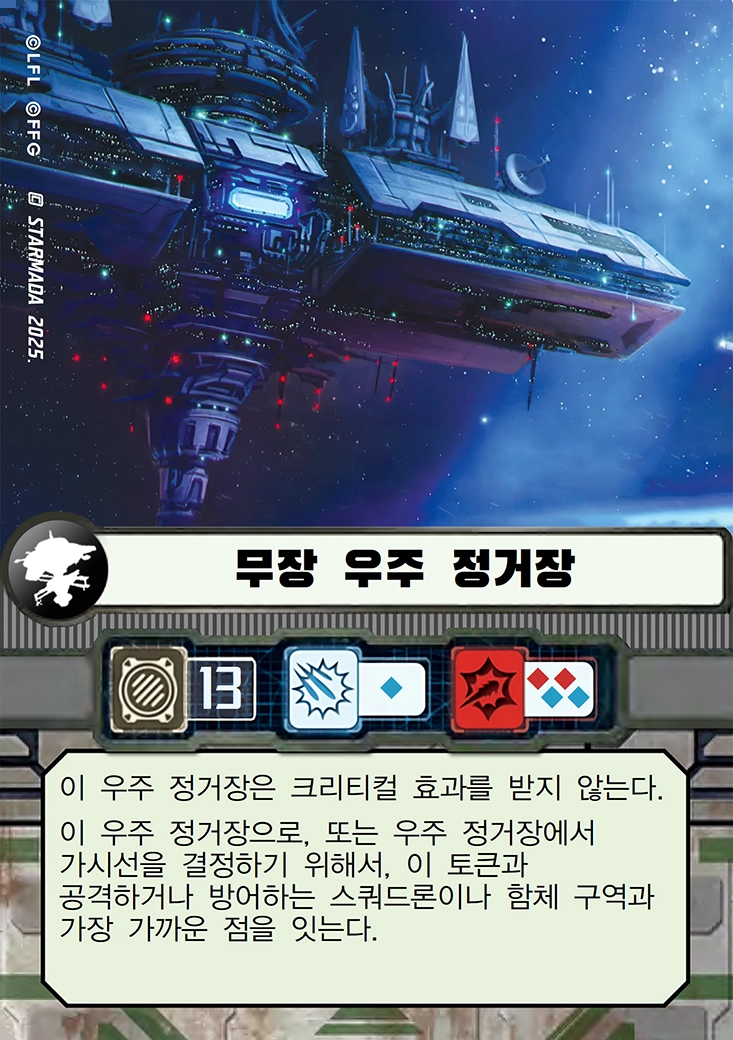 ©LFL ©FFG © STARMADA 2025.
무장 우주 정거장
13
이 우주 정거장은 크리티컬 효과를 받지 않는다.
이 우주 정거장으로, 또는 우주 정거장에서
가시선을 결정하기 위해서, 이 토큰과
공격하거나 방어하는 스쿼드론이나 함체 구역과
가장 가까운 점을 잇는다.